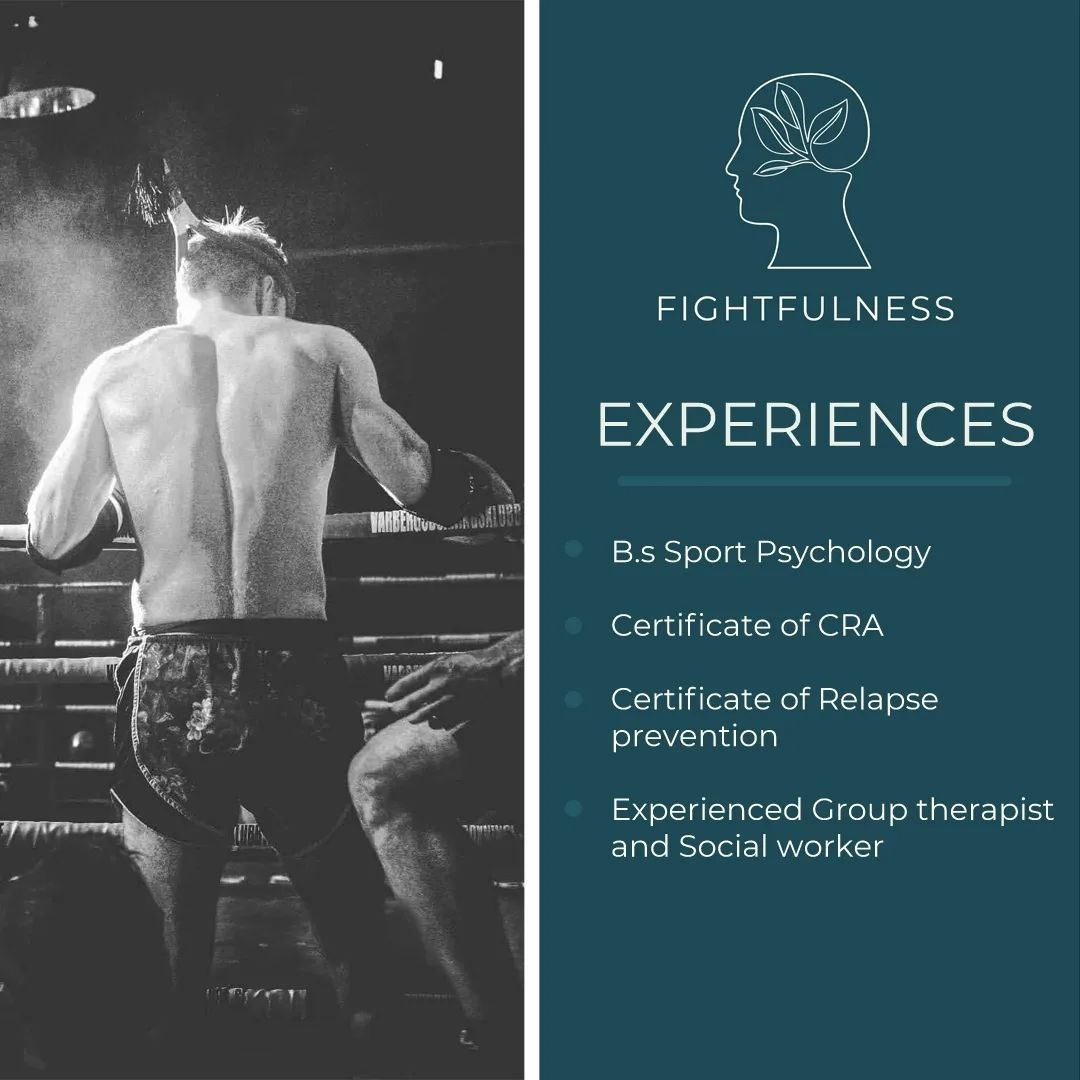 FIGHTFULNESS
EXPERIENCES
B.s Sport Psychology
Certificate of CRA
Certificate of Relapse
prevention
Experienced Group therapist
and Social worker